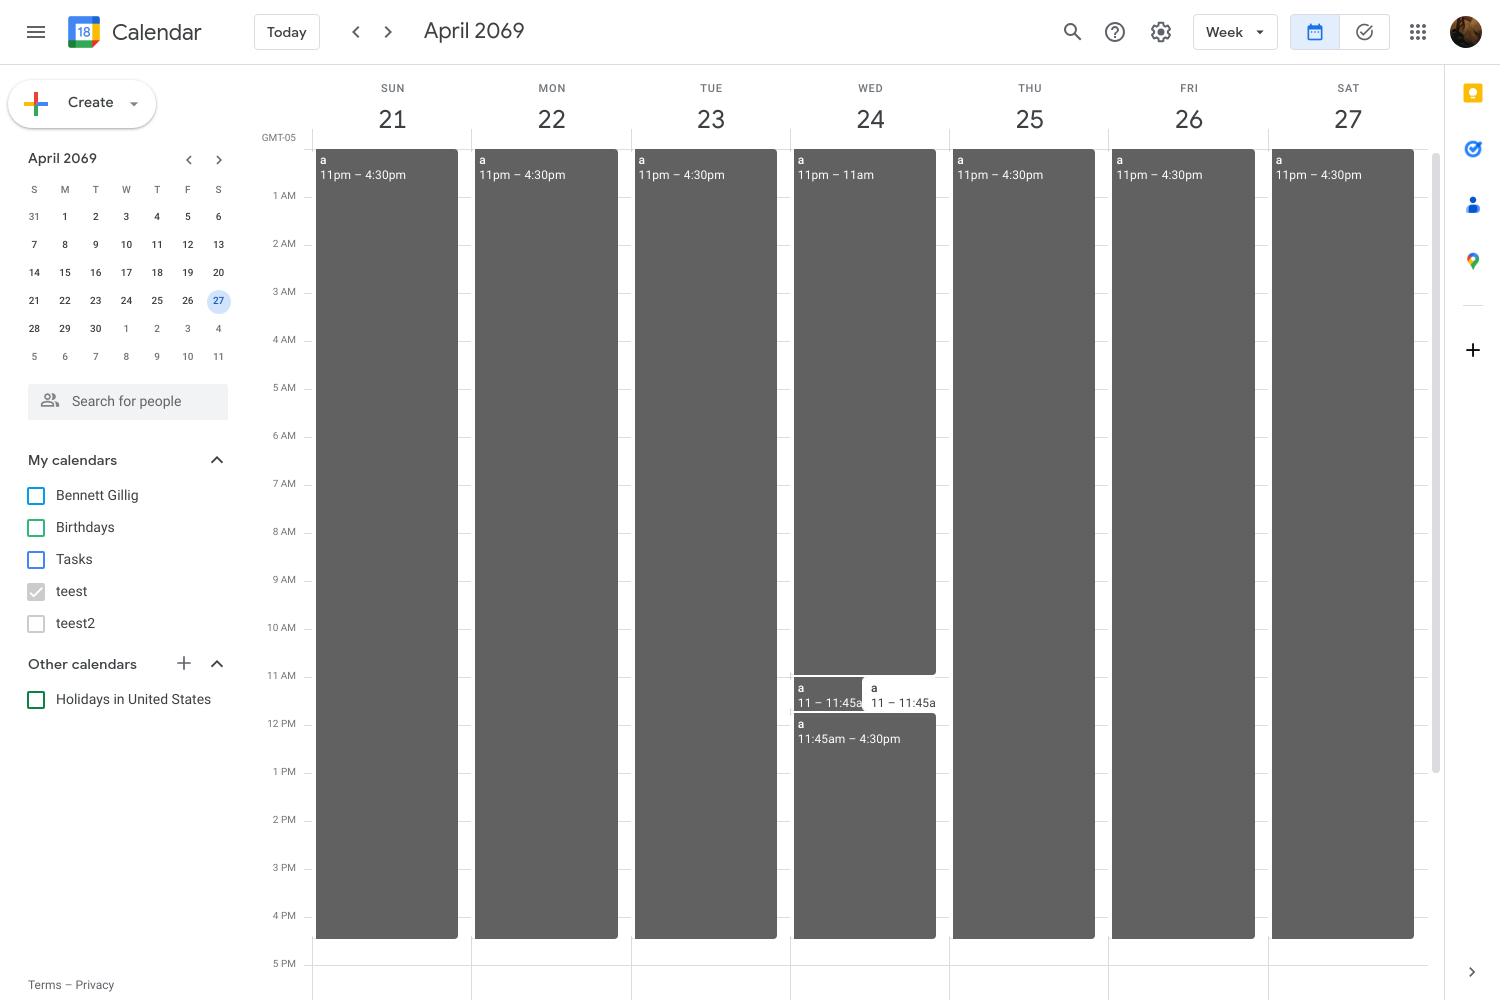 18 Calendar Today April 2069 Week
Create
April 2069
S M T W T F S
31 1 2 3 4 5 6
7 8 9 10 11 12 13
14 15 16 17 18 19 20
21 22 23 24 25 26 27
28 29 30 1 2 3 4
5 6 7 8 9 10 11
Search for people
My calendars
Bennett Gillig
Birthdays
Tasks
teest
teest2
Other calendars
Holidays in United States
Terms – Privacy
SUN MON TUE WED THU FRI SAT
21 22 23 24 25 26 27
GMT-05
1 AM
2 AM
3 AM
4 AM
5 AM
6 AM
7 AM
8 AM
9 AM
10 AM
11 AM
12 PM
1 PM
2 PM
3 PM
4 PM
5 PM
a
11pm – 4:30pm
a
11pm – 4:30pm
a
11pm – 4:30pm
a
11pm – 11am
a
11 – 11:45a
a
11 – 11:45a
a
11:45am – 4:30pm
a
11pm – 4:30pm
a
11pm – 4:30pm
a
11pm – 4:30pm